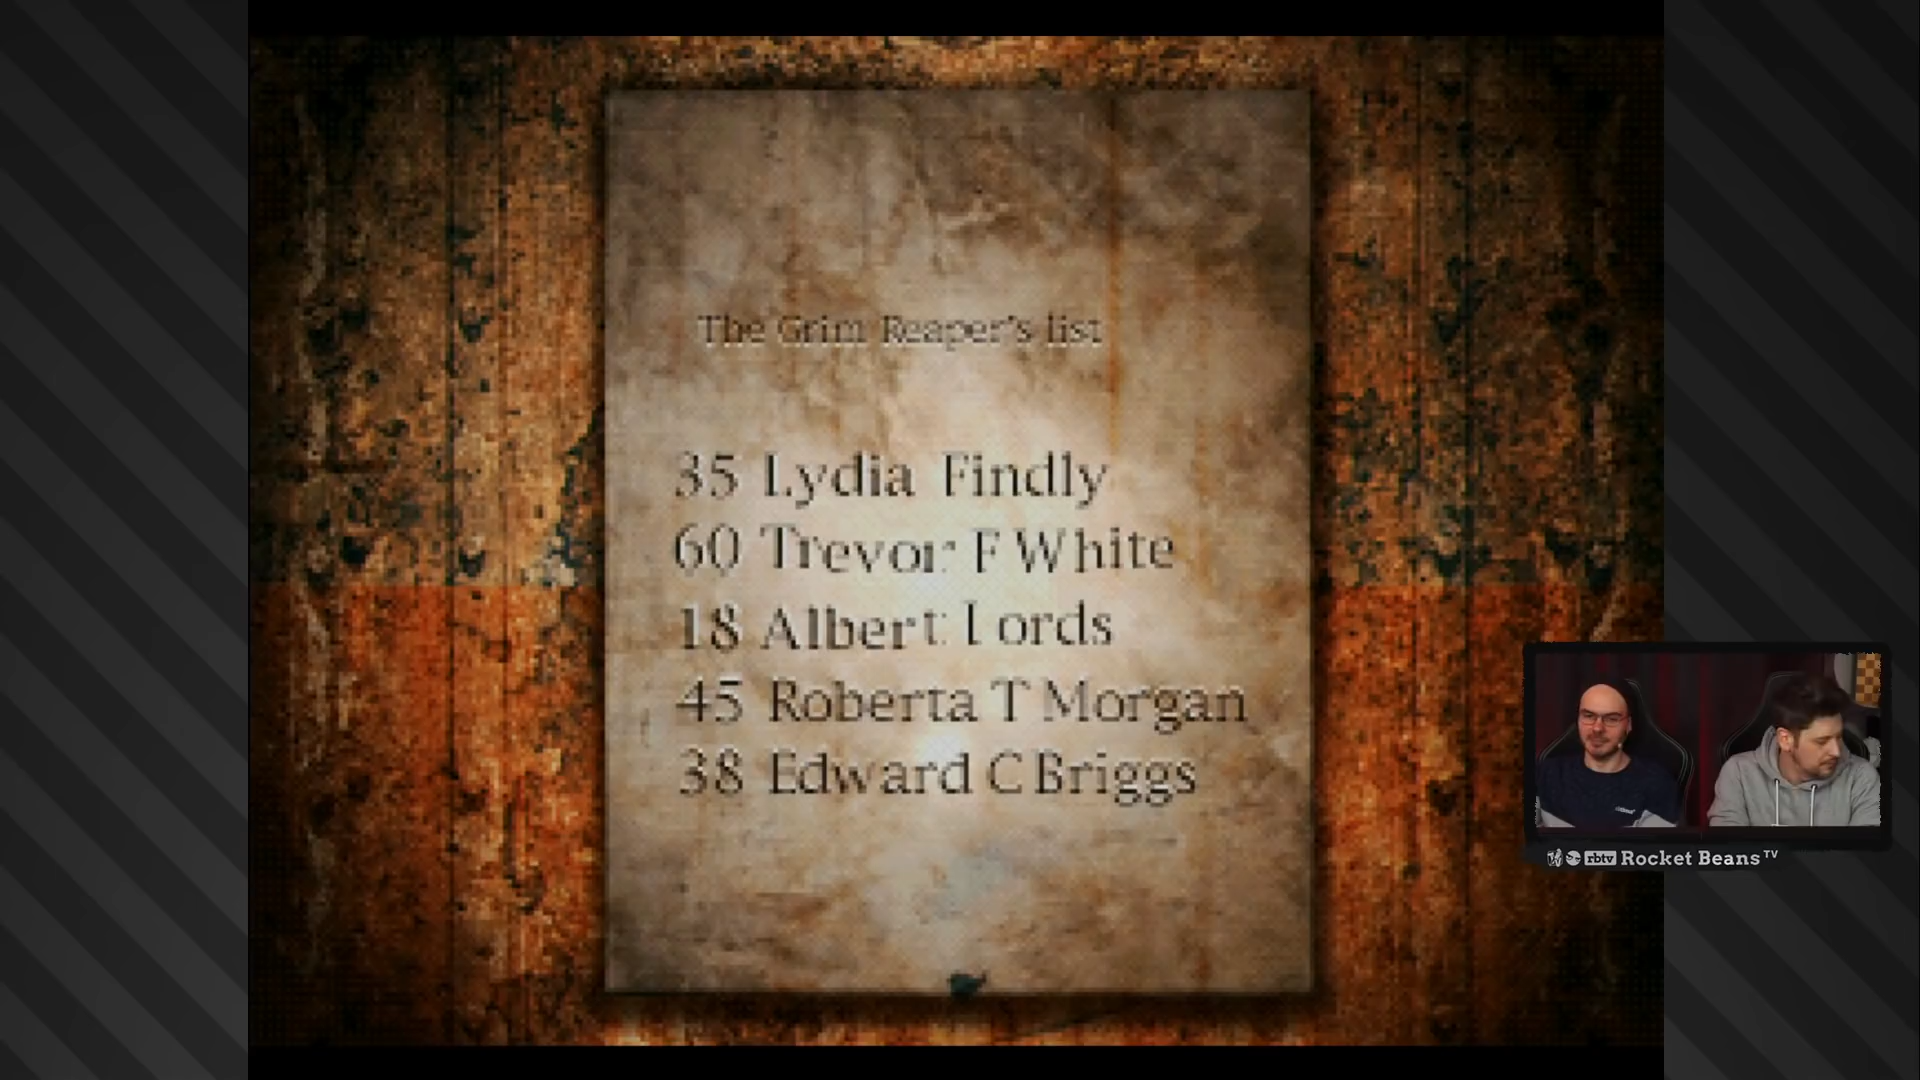 The Grim Reaper's list
35 Lydia Findly
60 Trevor F White
18 Albert Lords
45 Roberta T Morgan
38 Edward C Briggs
rbtv Rocket Beans TV